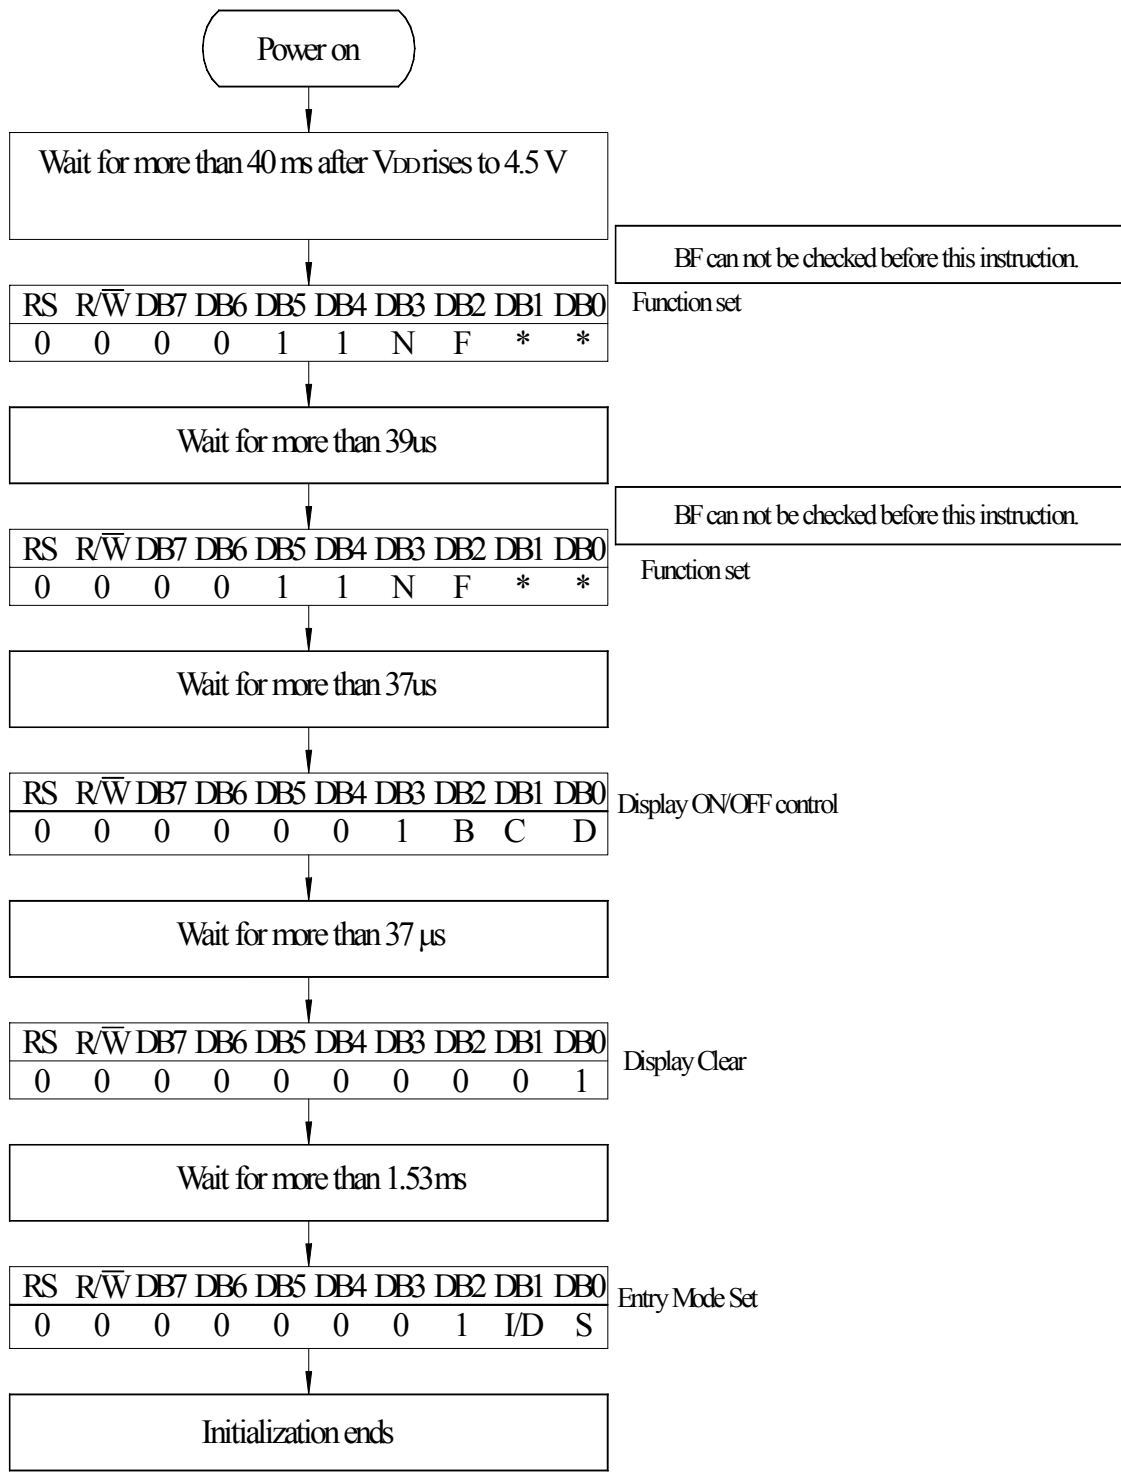 Power on
Wait for more than 40 ms after VDD rises to 4.5 V
BF can not be checked before this instruction.
RS R/W̅ DB7 DB6 DB5 DB4 DB3 DB2 DB1 DB0
Function set
0 0 0 0 1 1 N F * *
Wait for more than 39us
BF can not be checked before this instruction.
RS R/W̅ DB7 DB6 DB5 DB4 DB3 DB2 DB1 DB0
Function set
0 0 0 0 1 1 N F * *
Wait for more than 37us
RS R/W̅ DB7 DB6 DB5 DB4 DB3 DB2 DB1 DB0
Display ON/OFF control
0 0 0 0 0 0 1 B C D
Wait for more than 37 μs
RS R/W̅ DB7 DB6 DB5 DB4 DB3 DB2 DB1 DB0
Display Clear
0 0 0 0 0 0 0 0 0 1
Wait for more than 1.53ms
RS R/W̅ DB7 DB6 DB5 DB4 DB3 DB2 DB1 DB0
Entry Mode Set
0 0 0 0 0 0 0 1 I/D S
Initialization ends